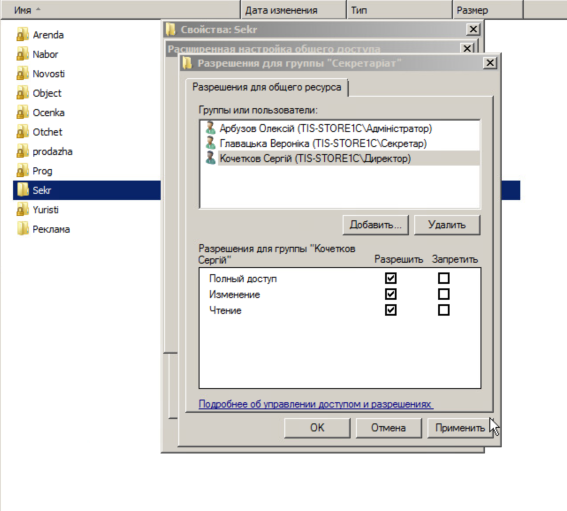 Имя
Дата изменения
Тип
Размер
Arenda
Nabor
Novosti
Object
Ocenka
Otchet
prodazha
Prog
Sekr
Yuristi
Реклама
Свойства: Sekr
Расширенная настройка общего доступа
Разрешения для группы "Секретаріат"
Разрешения для общего ресурса
Группы или пользователи:
Арбузов Олексій (TIS-STORE1C\Адміністратор)
Главацька Вероніка (TIS-STORE1C\Секретар)
Кочетков Сергій (TIS-STORE1C\Директор)
Добавить...
Удалить
Разрешения для группы "Кочетков
Сергій"
Разрешить
Запретить
Полный доступ
Изменение
Чтение
Подробнее об управлении доступом и разрешениях
ОК
Отмена
Применить